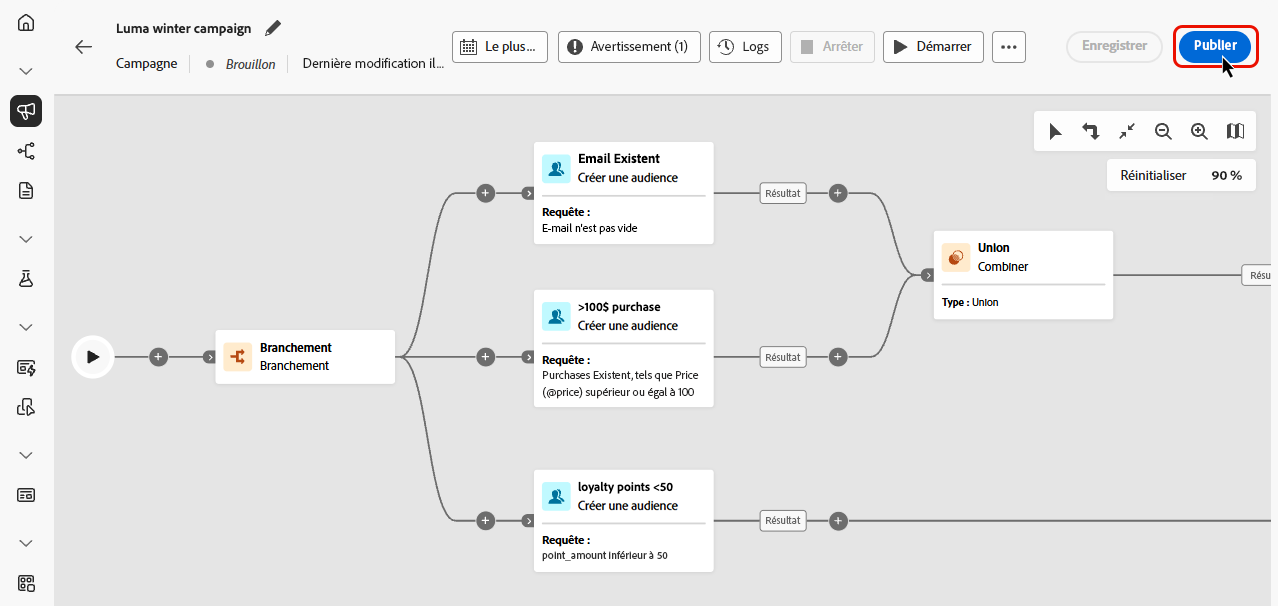 Luma winter campaign
Campagne
Brouillon
Dernière modification il...
Le plus...
Avertissement (1)
Logs
Arrêter
Démarrer
Enregistrer
Publier
Réinitialiser
90 %
Email Existent
Créer une audience
Requête :
E-mail n'est pas vide
Résultat
Union
Combiner
Type : Union
Résu
>100$ purchase
Créer une audience
Requête :
Purchases Existent, tels que Price
(@price) supérieur ou égal à 100
Résultat
Branchement
Branchement
loyalty points <50
Créer une audience
Requête :
point_amount inférieur à 50
Résultat